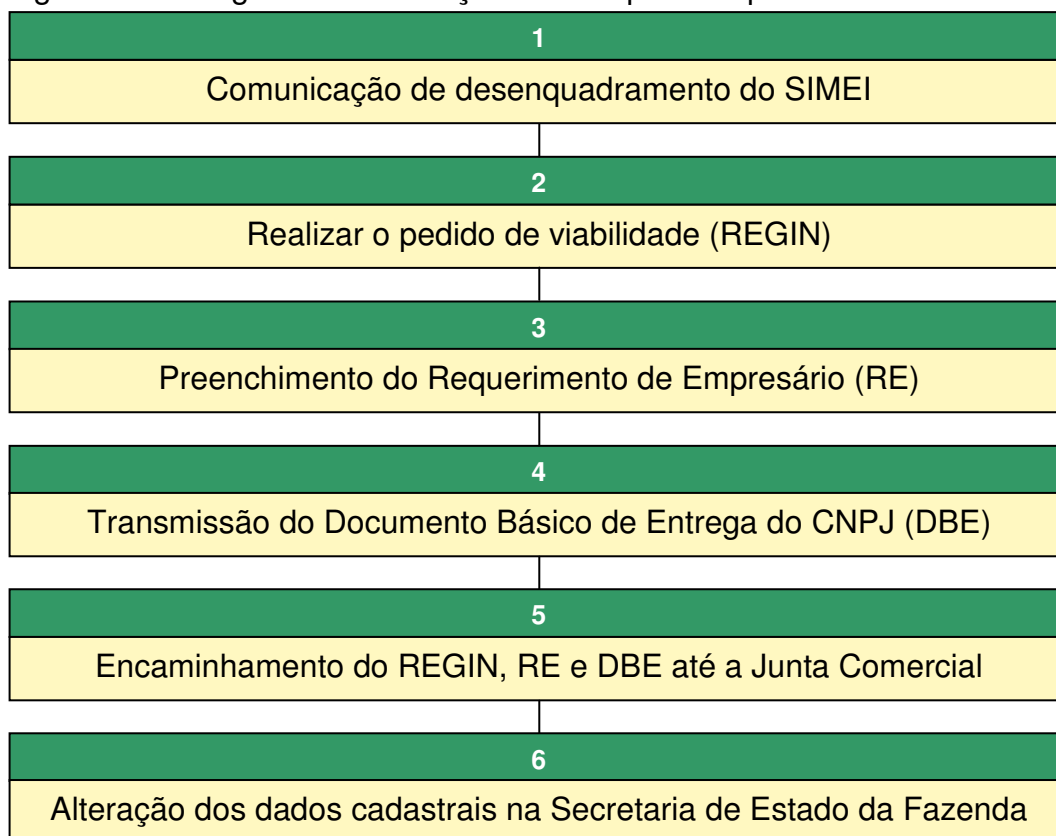 1
Comunicação de desenquadramento do SIMEI
2
Realizar o pedido de viabilidade (REGIN)
3
Preenchimento do Requerimento de Empresário (RE)
4
Transmissão do Documento Básico de Entrega do CNPJ (DBE)
5
Encaminhamento do REGIN, RE e DBE até a Junta Comercial
6
Alteração dos dados cadastrais na Secretaria de Estado da Fazenda